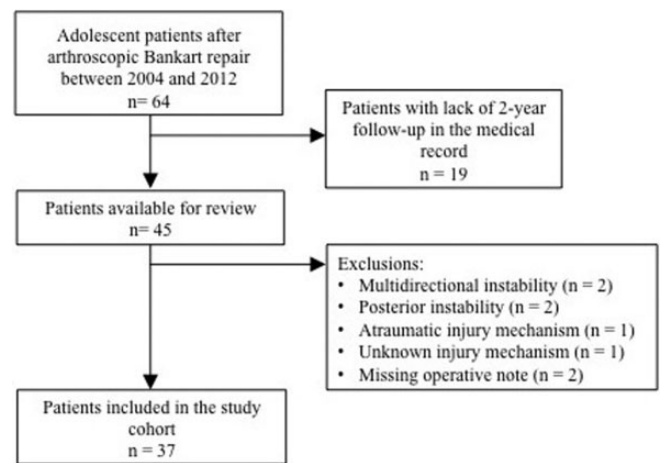 Adolescent patients after
arthroscopic Bankart repair
between 2004 and 2012
n= 64
Patients with lack of 2-year
follow-up in the medical
record
n = 19
Patients available for review
n= 45
Exclusions:
• Multidirectional instability (n = 2)
• Posterior instability (n = 2)
• Atraumatic injury mechanism (n = 1)
• Unknown injury mechanism (n = 1)
• Missing operative note (n = 2)
Patients included in the study
cohort
n = 37